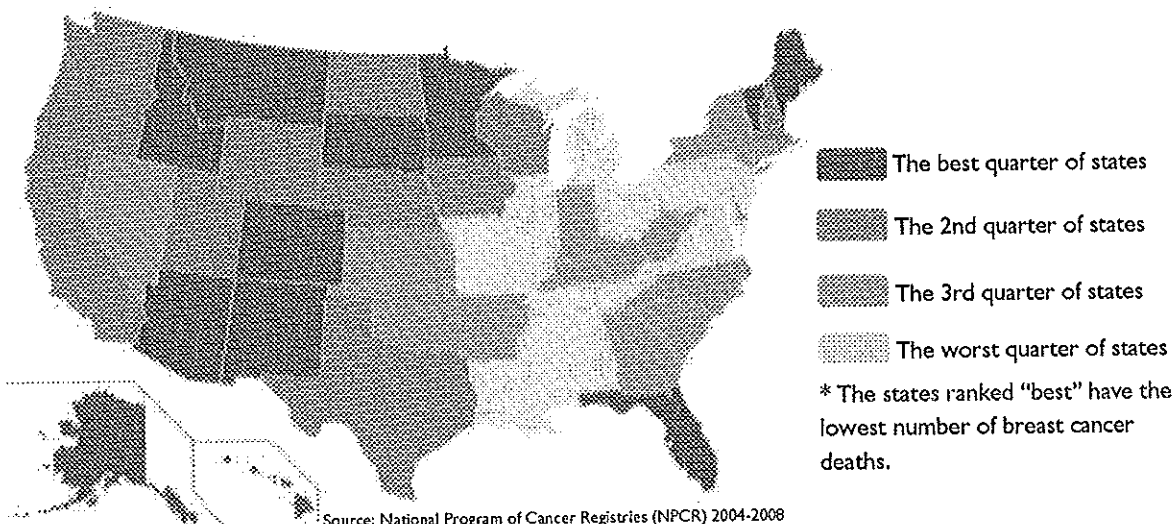 The best quarter of states
The 2nd quarter of states
The 3rd quarter of states
The worst quarter of states
* The states ranked “best” have the
lowest number of breast cancer
deaths.
Source: National Program of Cancer Registries (NPCR) 2004-2008